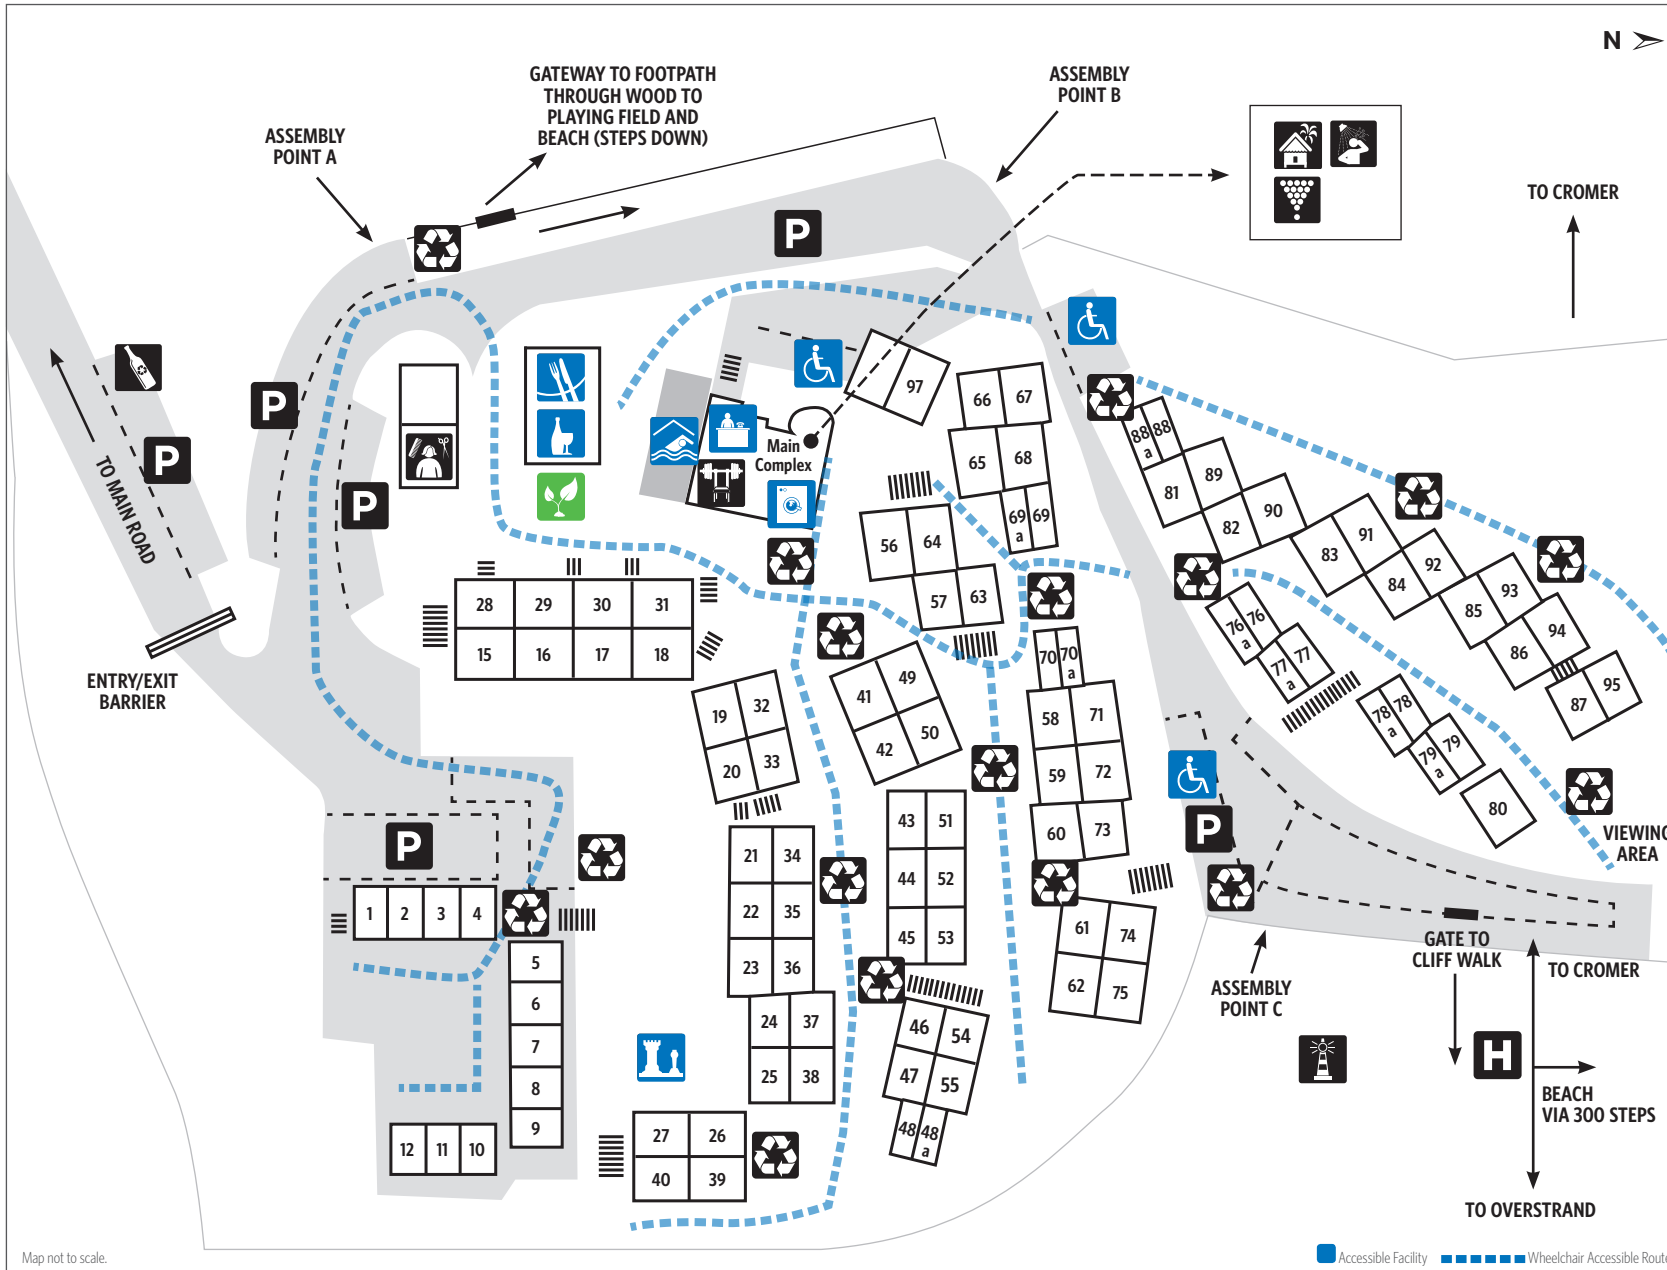 N
GATEWAY TO FOOTPATH
THROUGH WOOD TO
PLAYING FIELD AND
BEACH (STEPS DOWN)
ASSEMBLY
POINT B
ASSEMBLY
POINT A
TO CROMER
P
P
P
P
TO MAIN ROAD
ENTRY/EXIT
BARRIER
Main
Complex
97
66 67
65 68
69 a 69
88 a 88
81 89
82 90
83 91
84 92
85 93
86 94
87 95
56 64
57 63
76 a 76
77 a 77
78 a 78
79 a 79
80
28 29 30 31
15 16 17 18
19 32
20 33
41 49
42 50
70 70 a
58 71
59 72
60 73
P
P
VIEWING
AREA
1 2 3 4
5
6
7
8
9
12 11 10
21 34
22 35
23 36
24 37
25 38
27 26
40 39
43 51
44 52
45 53
46 54
47 55
48 48 a
61 74
62 75
ASSEMBLY
POINT C
GATE TO
CLIFF WALK
TO CROMER
H
BEACH
VIA 300 STEPS
TO OVERSTRAND
Map not to scale.
Accessible Facility
Wheelchair Accessible Route